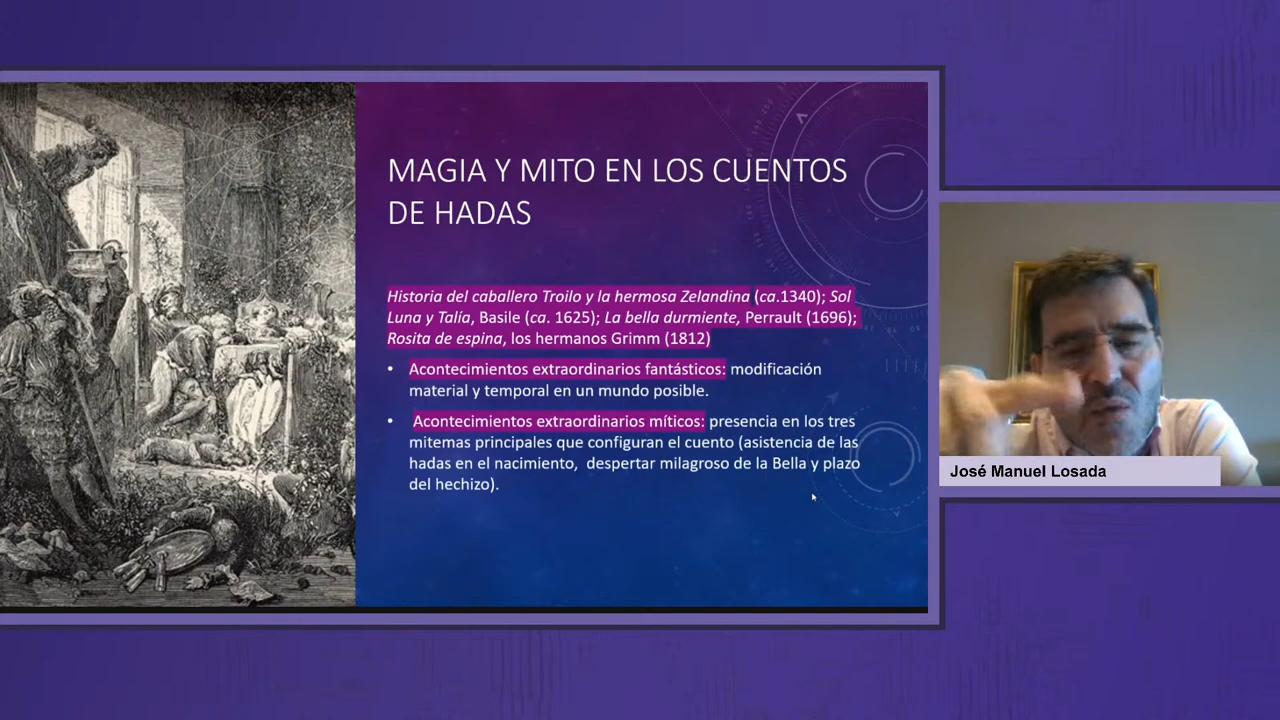 MAGIA Y MITO EN LOS CUENTOS
DE HADAS
Historia del caballero Troilo y la hermosa Zelandina (ca.1340); Sol
Luna y Talía, Basile (ca. 1625); La bella durmiente, Perrault (1696);
Rosita de espina, los hermanos Grimm (1812)
• Acontecimientos extraordinarios fantásticos: modificación
material y temporal en un mundo posible.
• Acontecimientos extraordinarios míticos: presencia en los tres
mitemas principales que configuran el cuento (asistencia de las
hadas en el nacimiento, despertar milagroso de la Bella y plazo
del hechizo).
José Manuel Losada